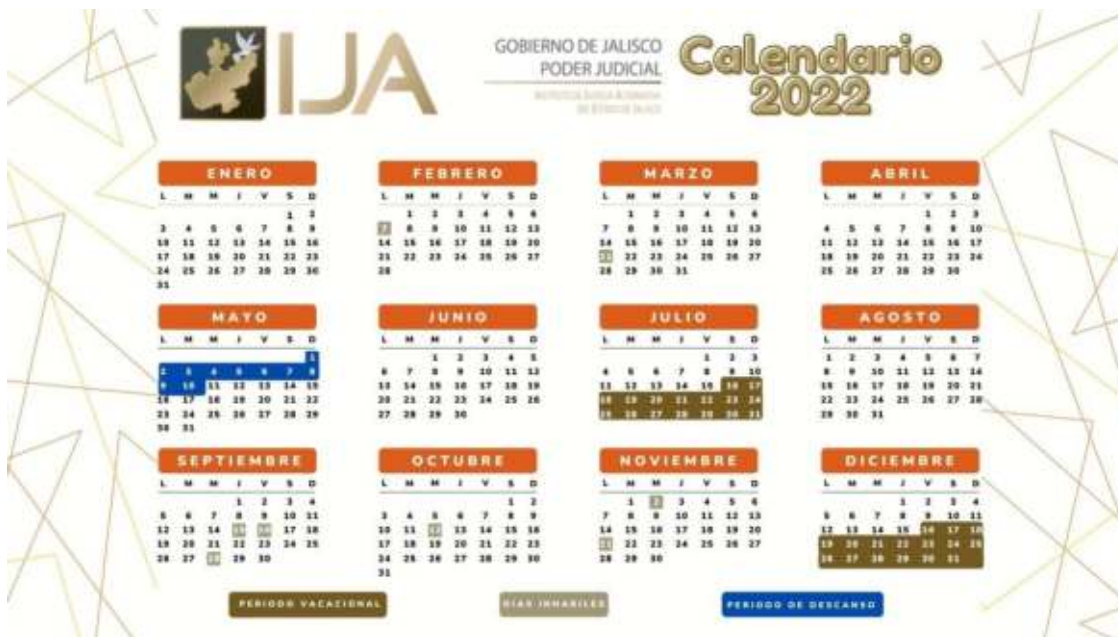 IJA
GOBIERNO DE JALISCO
PODER JUDICIAL
INSTITUTO DE JUSTICIA ALTERNATIVA
DEL ESTADO DE JALISCO
Calendario
2022
ENERO
L M M J V S D
1 2
3 4 5 6 7 8 9
10 11 12 13 14 15 16
17 18 19 20 21 22 23
24 25 26 27 28 29 30
31
FEBRERO
L M M J V S D
1 2 3 4 5 6
7 8 9 10 11 12 13
14 15 16 17 18 19 20
21 22 23 24 25 26 27
28
MARZO
L M M J V S D
1 2 3 4 5 6
7 8 9 10 11 12 13
14 15 16 17 18 19 20
21 22 23 24 25 26 27
28 29 30 31
ABRIL
L M M J V S D
1 2 3
4 5 6 7 8 9 10
11 12 13 14 15 16 17
18 19 20 21 22 23 24
25 26 27 28 29 30
MAYO
L M M J V S D
1
2 3 4 5 6 7 8
9 10 11 12 13 14 15
16 17 18 19 20 21 22
23 24 25 26 27 28 29
30 31
JUNIO
L M M J V S D
1 2 3 4 5
6 7 8 9 10 11 12
13 14 15 16 17 18 19
20 21 22 23 24 25 26
27 28 29 30
JULIO
L M M J V S D
1 2 3
4 5 6 7 8 9 10
11 12 13 14 15 16 17
18 19 20 21 22 23 24
25 26 27 28 29 30 31
AGOSTO
L M M J V S D
1 2 3 4 5 6 7
8 9 10 11 12 13 14
15 16 17 18 19 20 21
22 23 24 25 26 27 28
29 30 31
SEPTIEMBRE
L M M J V S D
1 2 3 4
5 6 7 8 9 10 11
12 13 14 15 16 17 18
19 20 21 22 23 24 25
26 27 28 29 30
OCTUBRE
L M M J V S D
1 2
3 4 5 6 7 8 9
10 11 12 13 14 15 16
17 18 19 20 21 22 23
24 25 26 27 28 29 30
31
NOVIEMBRE
L M M J V S D
1 2 3 4 5 6
7 8 9 10 11 12 13
14 15 16 17 18 19 20
21 22 23 24 25 26 27
28 29 30
DICIEMBRE
L M M J V S D
1 2 3 4
5 6 7 8 9 10 11
12 13 14 15 16 17 18
19 20 21 22 23 24 25
26 27 28 29 30 31
PERIODO VACACIONAL
DIAS INHABILES
PERIODO DE DESCANSO